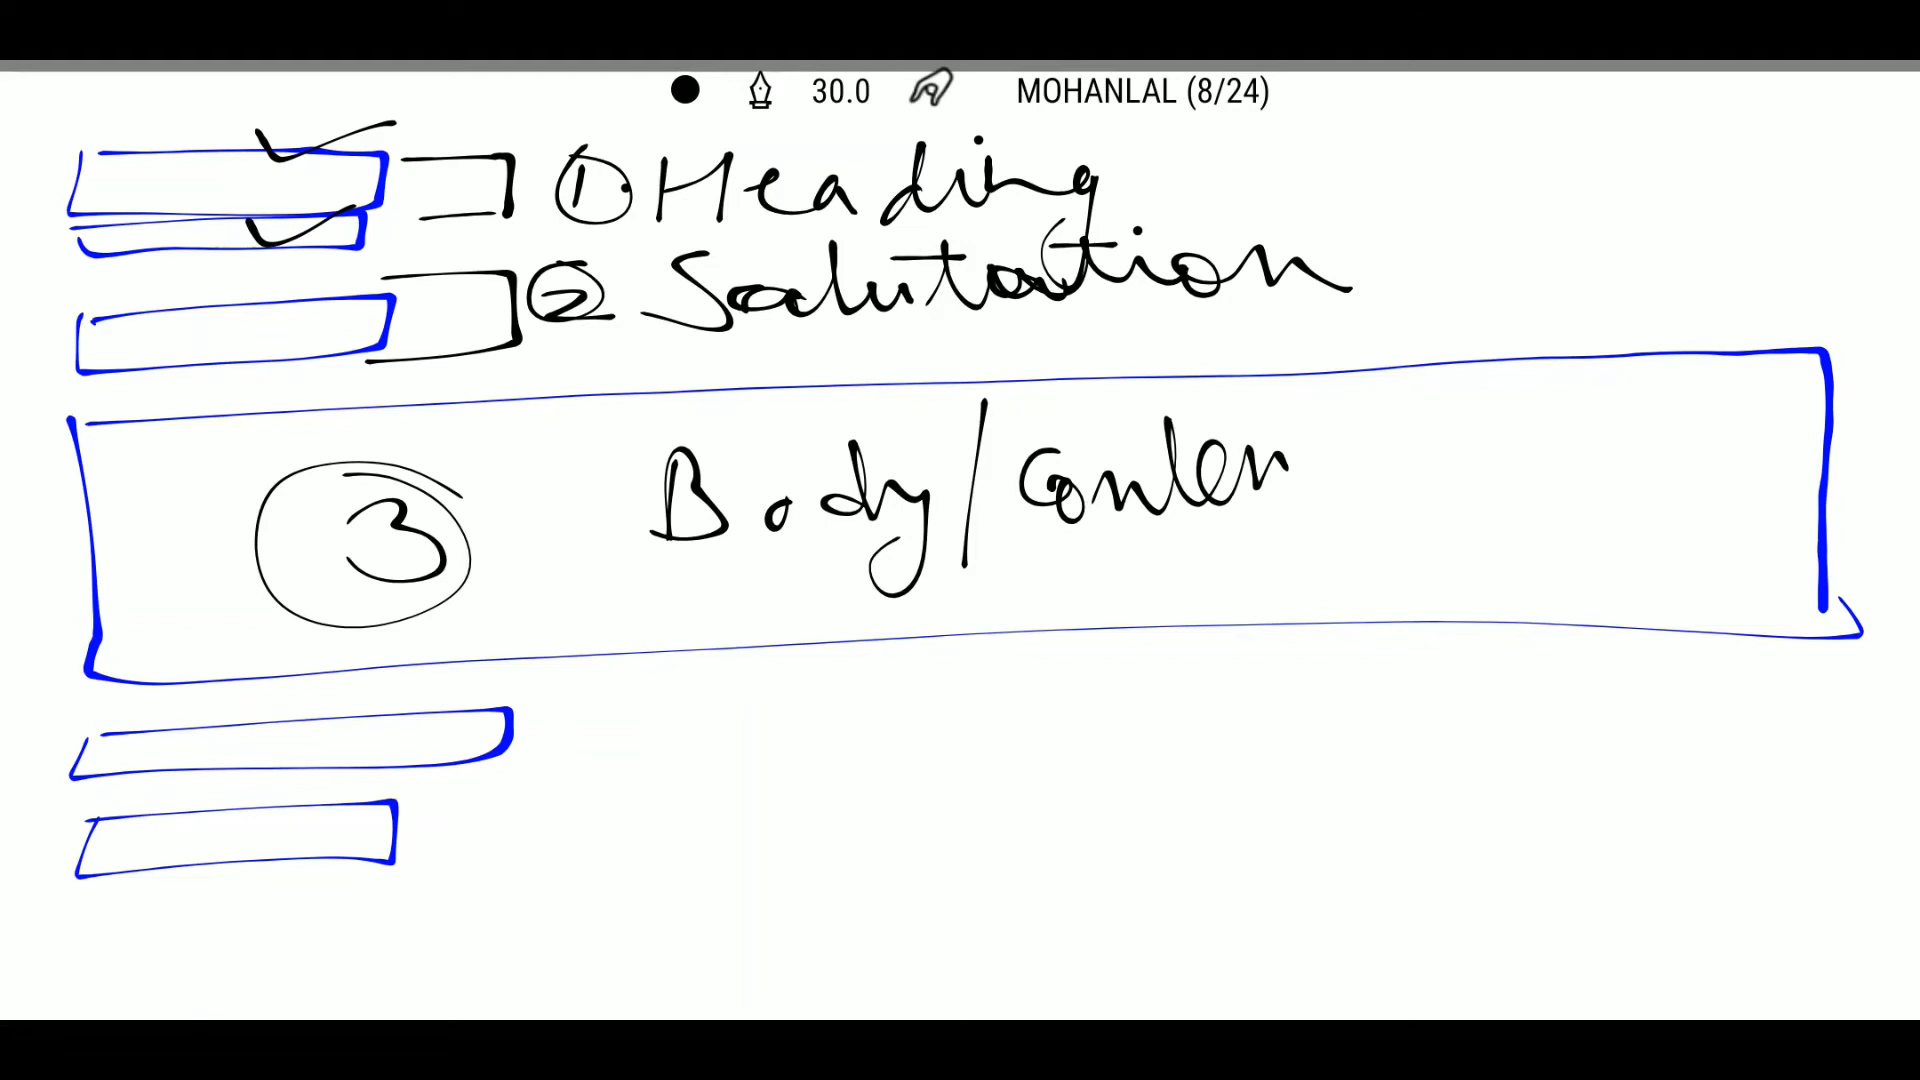 30.0 MOHANLAL (8/24)
1. Heading
2 Salutation
3 Body/Conten